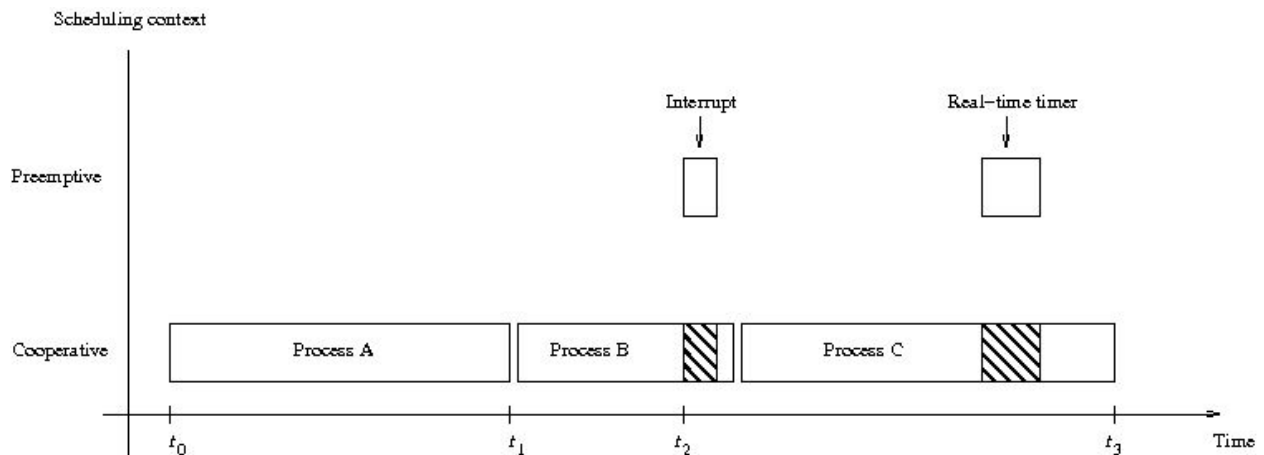 Scheduling context
Interrupt
Real-time timer
Preemptive
Cooperative
Process A
Process B
Process C
t0
t1
t2
t3
Time